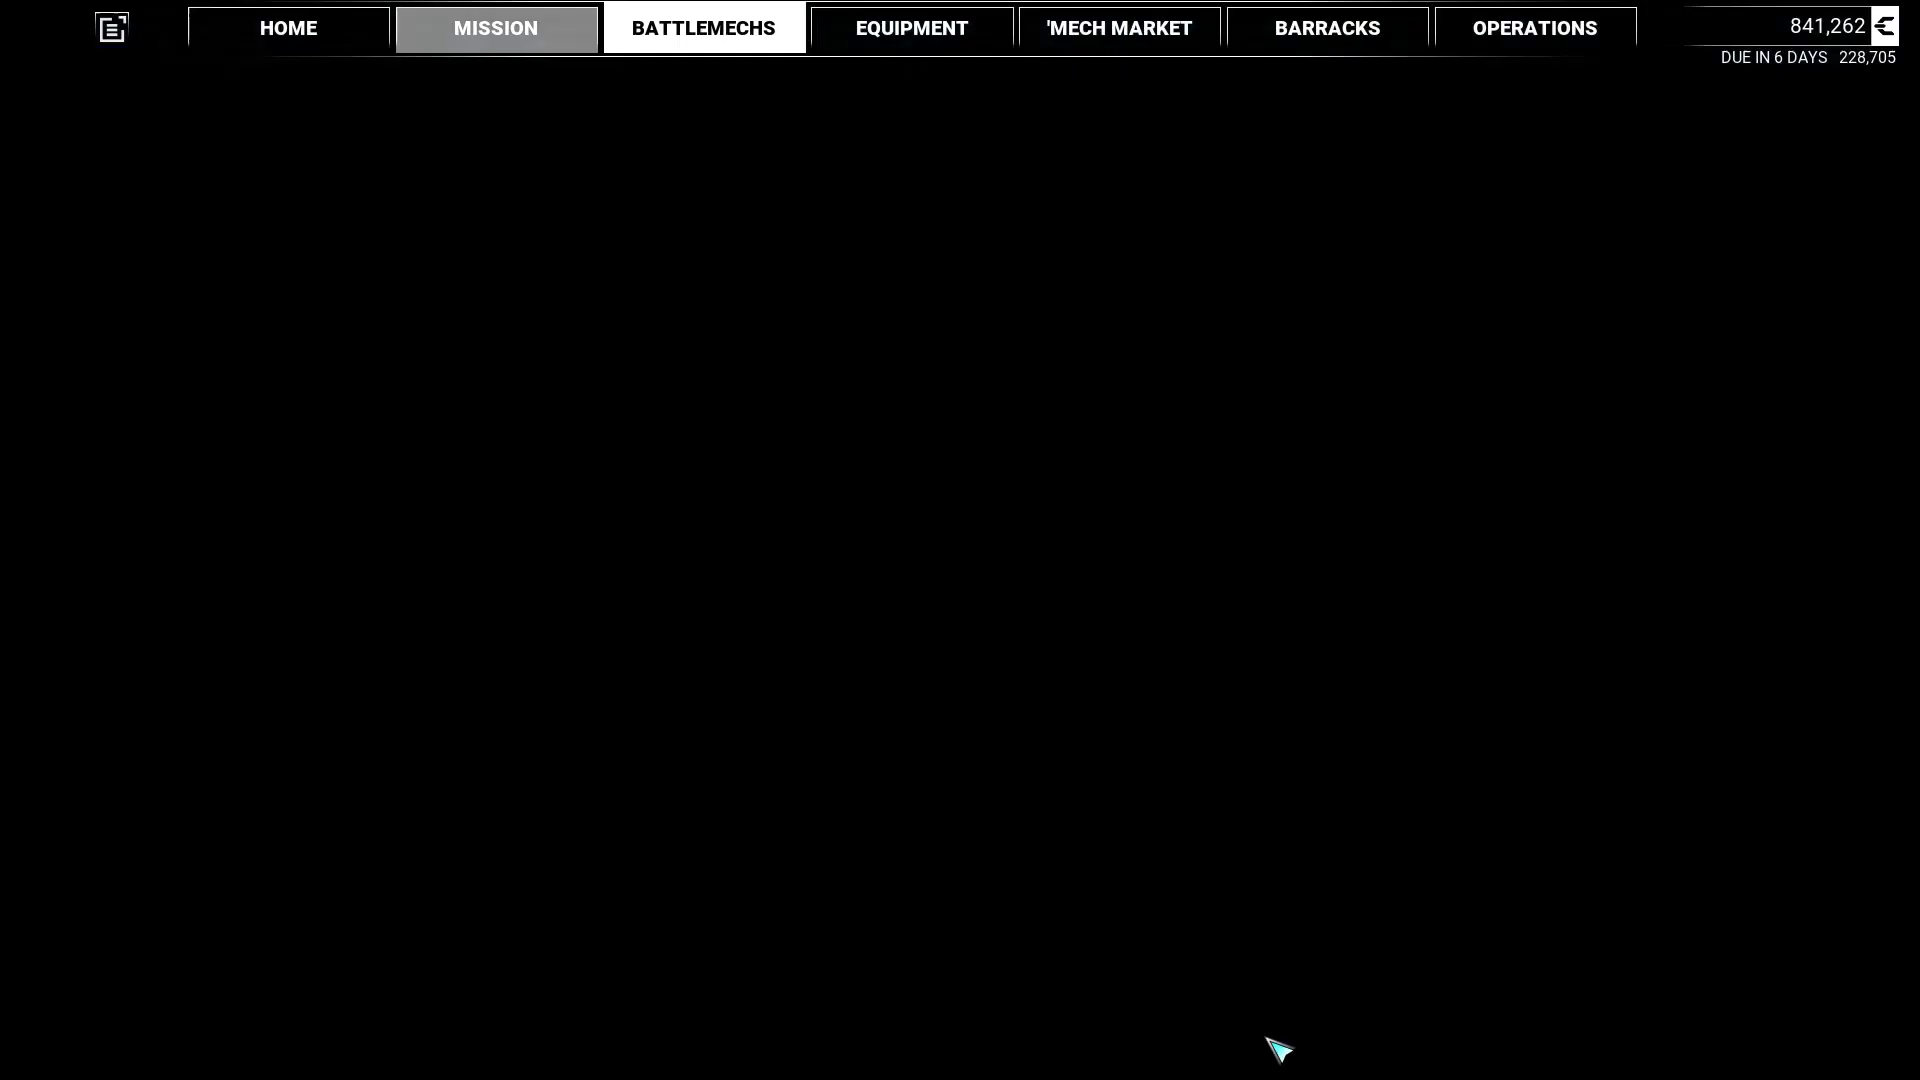 HOME
MISSION
BATTLEMECHS
EQUIPMENT
'MECH MARKET
BARRACKS
OPERATIONS
841,262
DUE IN 6 DAYS 228,705